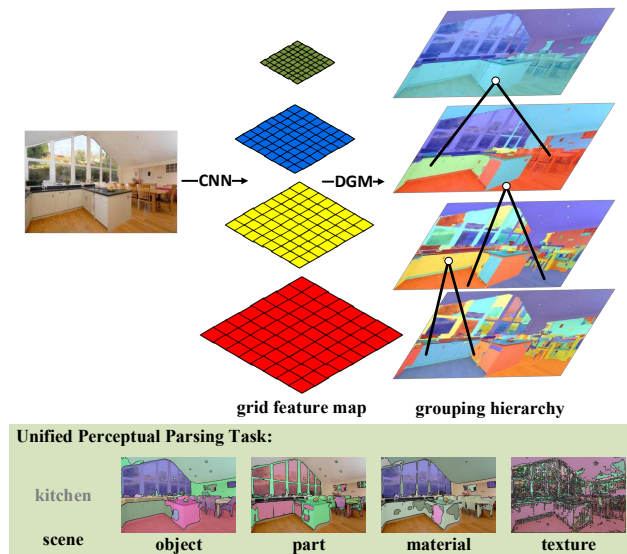 CNN
DGM
grid feature map
grouping hierarchy
Unified Perceptual Parsing Task:
kitchen
scene
object
part
material
texture